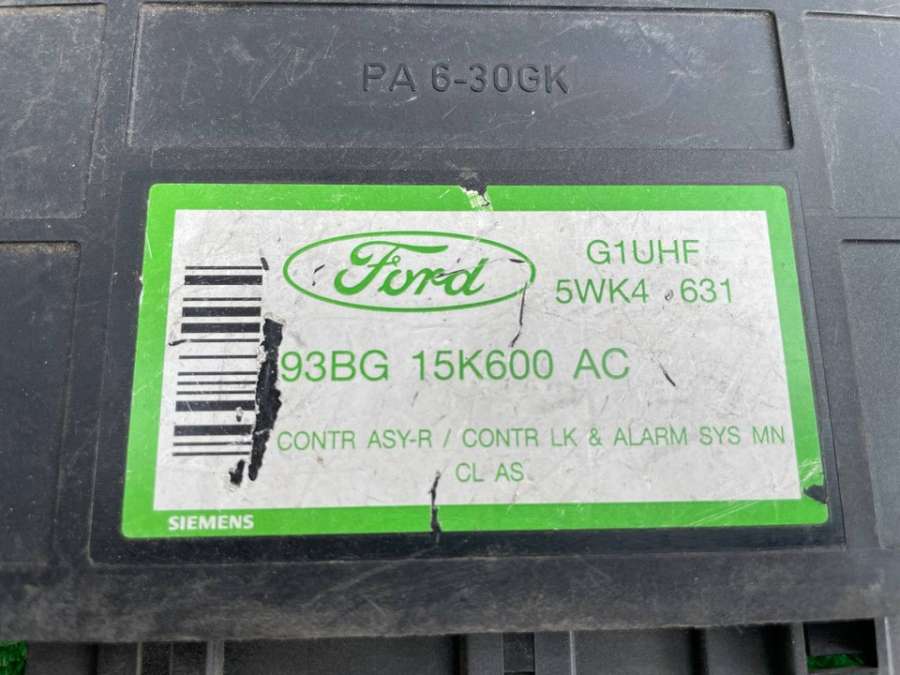 PA 6-30GK
Ford
G1UHF
5WK4 631
93BG 15K600 AC
CONTR ASY-R / CONTR LK & ALARM SYS MN
CL AS
SIEMENS